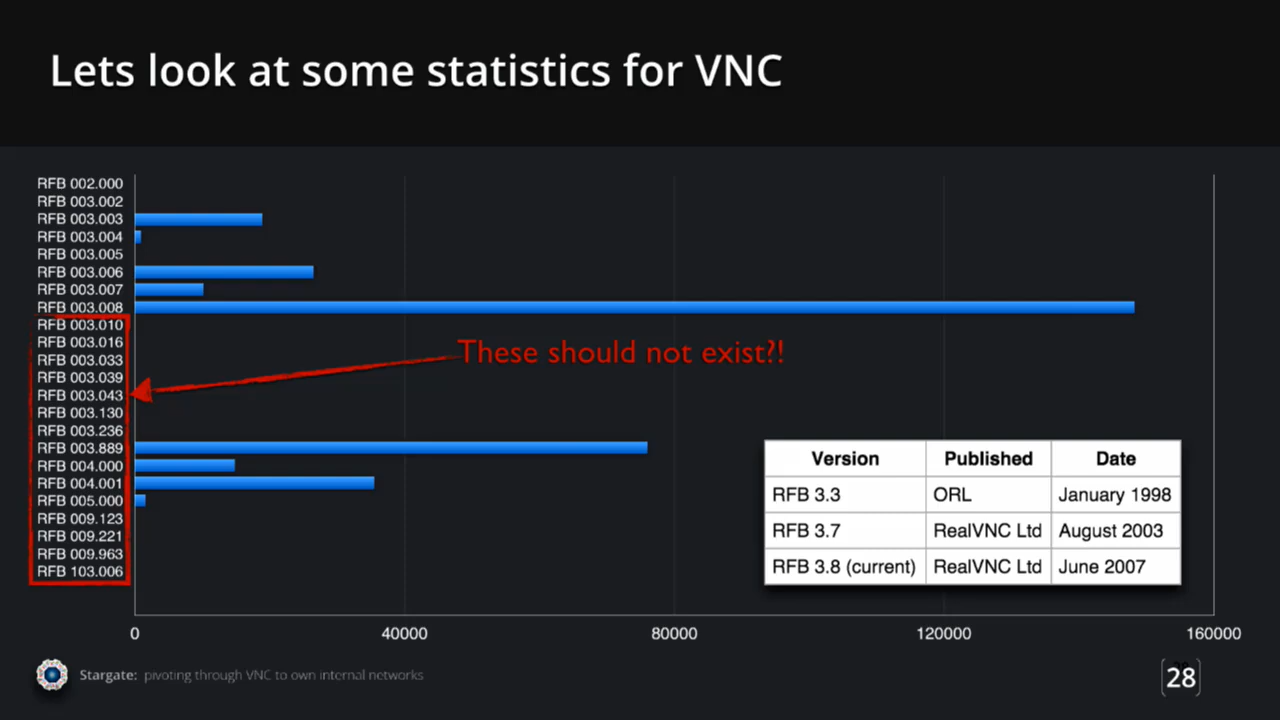 Lets look at some statistics for VNC
RFB 002.000
RFB 003.002
RFB 003.003
RFB 003.004
RFB 003.005
RFB 003.006
RFB 003.007
RFB 003.008
RFB 003.010
RFB 003.016
RFB 003.033
RFB 003.039
RFB 003.043
RFB 003.130
RFB 003.236
RFB 003.889
RFB 004.000
RFB 004.001
RFB 005.000
RFB 009.123
RFB 009.221
RFB 009.963
RFB 103.006
These should not exist?!
Version Published Date
RFB 3.3 ORL January 1998
RFB 3.7 RealVNC Ltd August 2003
RFB 3.8 (current) RealVNC Ltd June 2007
0 40000 80000 120000 160000
Stargate: pivoting through VNC to own internal networks
28